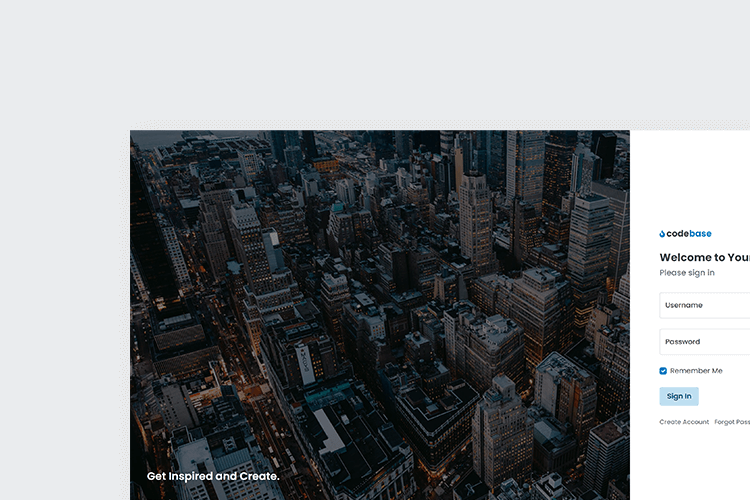 codebase
Welcome to Your
Please sign in
Username
Password
Remember Me
Sign In
Create Account Forgot Pass
Get Inspired and Create.